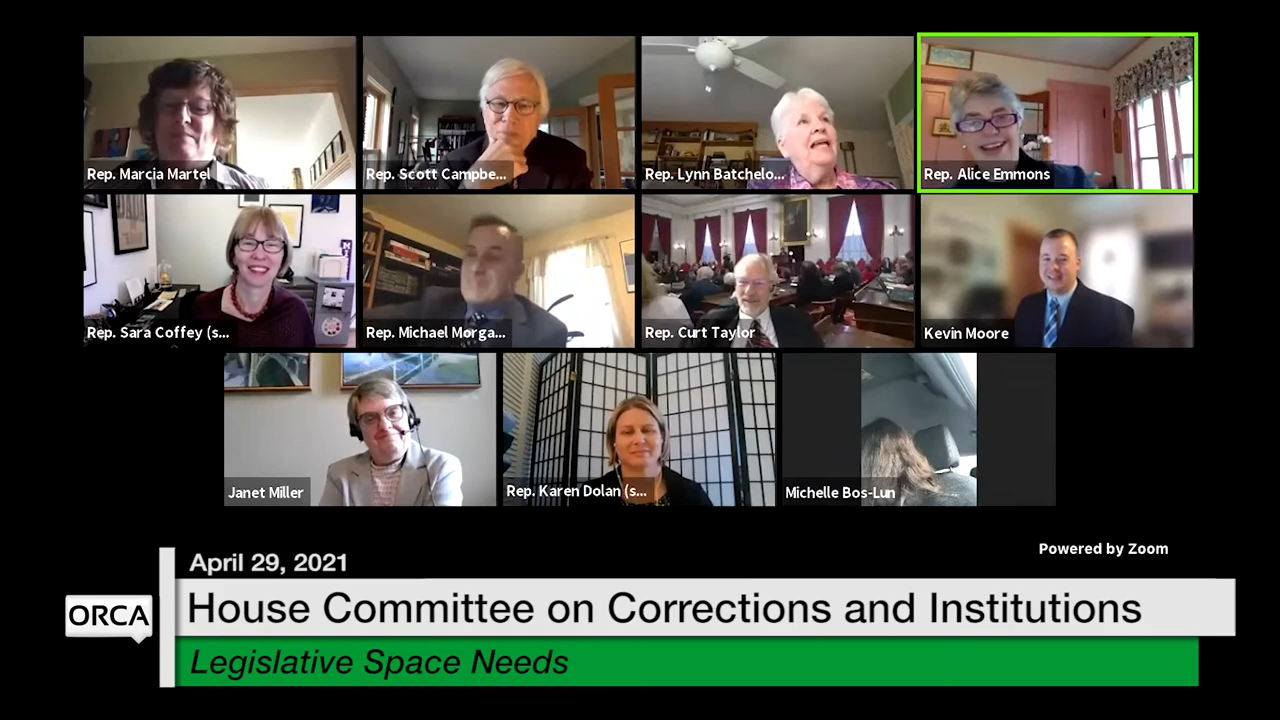 Rep. Marcia Martel
Rep. Scott Campbe...
Rep. Lynn Batchelo...
Rep. Alice Emmons
Rep. Sara Coffey (s...
Rep. Michael Morga...
Rep. Curt Taylor
Kevin Moore
Janet Miller
Rep. Karen Dolan (s...
Michelle Bos-Lun
Powered by Zoom
April 29, 2021
ORCA
House Committee on Corrections and Institutions
Legislative Space Needs